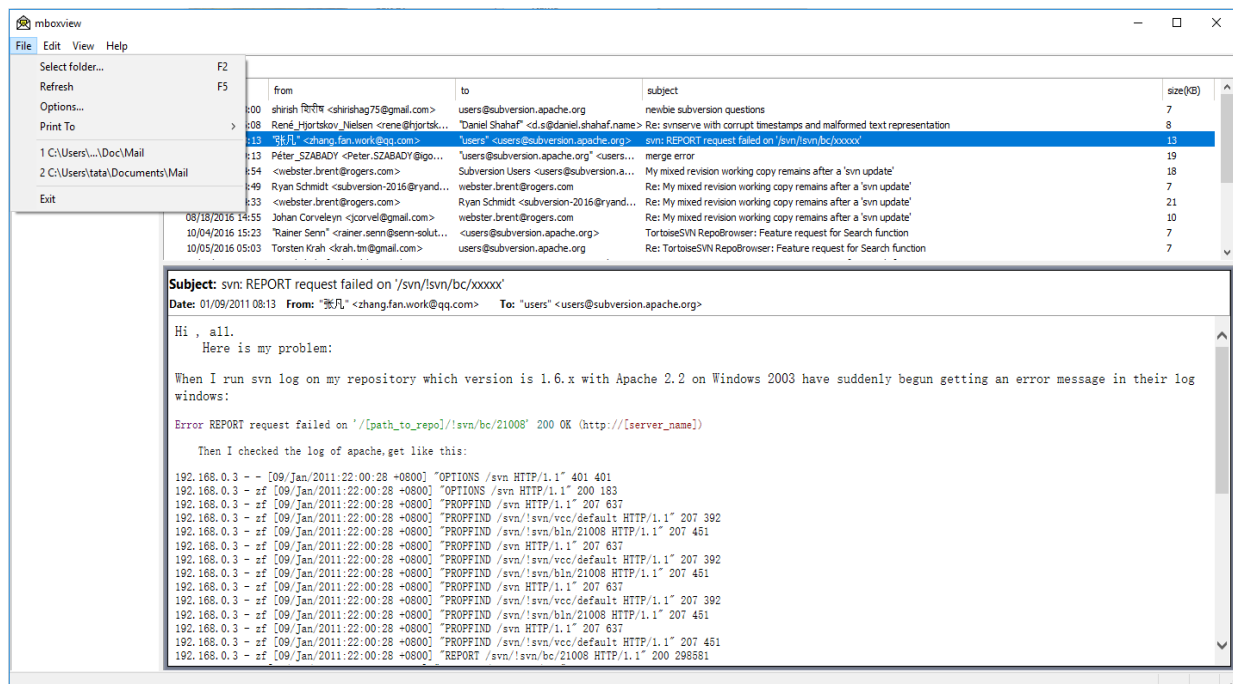 mboxview
File Edit View Help
Select folder... F2
Refresh F5
Options...
Print To
1 C:\Users\...\Doc\Mail
2 C:\Users\tata\Documents\Mail
Exit
from to subject size(KB)
:00 shirish शिरीष <shirishag75@gmail.com> users@subversion.apache.org newbie subversion questions 7
:08 René_Hjortskov_Nielsen <rene@hjortsk... "Daniel Shahaf" <d.s@daniel.shahaf.name> Re: svnserve with corrupt timestamps and malformed text representation 8
:13 "张凡" <zhang.fan.work@qq.com> "users" <users@subversion.apache.org> svn: REPORT request failed on '/svn/!svn/bc/xxxxx' 13
:13 Péter_SZABADY <Peter.SZABADY@igo... "users@subversion.apache.org" <users... merge error 19
:54 <webster.brent@rogers.com> Subversion Users <users@subversion.a... My mixed revision working copy remains after a 'svn update' 18
:49 Ryan Schmidt <subversion-2016@ryand... webster.brent@rogers.com Re: My mixed revision working copy remains after a 'svn update' 7
:33 <webster.brent@rogers.com> Ryan Schmidt <subversion-2016@ryand... Re: My mixed revision working copy remains after a 'svn update' 21
08/18/2016 14:55 Johan Corveleyn <jcorvel@gmail.com> webster.brent@rogers.com Re: My mixed revision working copy remains after a 'svn update' 10
10/04/2016 15:23 "Rainer Senn" <rainer.senn@senn-solut... <users@subversion.apache.org> TortoiseSVN RepoBrowser: Feature request for Search function 7
10/05/2016 05:03 Torsten Krah <krah.tm@gmail.com> users@subversion.apache.org Re: TortoiseSVN RepoBrowser: Feature request for Search function 7
Subject: svn: REPORT request failed on '/svn/!svn/bc/xxxxx'
Date: 01/09/2011 08:13 From: "张凡" <zhang.fan.work@qq.com> To: "users" <users@subversion.apache.org>
Hi , all.
Here is my problem:
When I run svn log on my repository which version is 1.6.x with Apache 2.2 on Windows 2003 have suddenly begun getting an error message in their log
windows:
Error REPORT request failed on '/[path_to_repo]/!svn/bc/21008' 200 OK (http://[server_name])
Then I checked the log of apache,get like this:
192.168.0.3 - - [09/Jan/2011:22:00:28 +0800] "OPTIONS /svn HTTP/1.1" 401 401
192.168.0.3 - zf [09/Jan/2011:22:00:28 +0800] "OPTIONS /svn HTTP/1.1" 200 183
192.168.0.3 - zf [09/Jan/2011:22:00:28 +0800] "PROPFIND /svn HTTP/1.1" 207 637
192.168.0.3 - zf [09/Jan/2011:22:00:28 +0800] "PROPFIND /svn/!svn/vcc/default HTTP/1.1" 207 392
192.168.0.3 - zf [09/Jan/2011:22:00:28 +0800] "PROPFIND /svn/!svn/bln/21008 HTTP/1.1" 207 451
192.168.0.3 - zf [09/Jan/2011:22:00:28 +0800] "PROPFIND /svn HTTP/1.1" 207 637
192.168.0.3 - zf [09/Jan/2011:22:00:28 +0800] "PROPFIND /svn/!svn/vcc/default HTTP/1.1" 207 392
192.168.0.3 - zf [09/Jan/2011:22:00:28 +0800] "PROPFIND /svn/!svn/bln/21008 HTTP/1.1" 207 451
192.168.0.3 - zf [09/Jan/2011:22:00:28 +0800] "PROPFIND /svn HTTP/1.1" 207 637
192.168.0.3 - zf [09/Jan/2011:22:00:28 +0800] "PROPFIND /svn/!svn/vcc/default HTTP/1.1" 207 392
192.168.0.3 - zf [09/Jan/2011:22:00:28 +0800] "PROPFIND /svn/!svn/bln/21008 HTTP/1.1" 207 451
192.168.0.3 - zf [09/Jan/2011:22:00:28 +0800] "PROPFIND /svn HTTP/1.1" 207 637
192.168.0.3 - zf [09/Jan/2011:22:00:28 +0800] "PROPFIND /svn/!svn/vcc/default HTTP/1.1" 207 451
192.168.0.3 - zf [09/Jan/2011:22:00:28 +0800] "REPORT /svn/!svn/bc/21008 HTTP/1.1" 200 298581